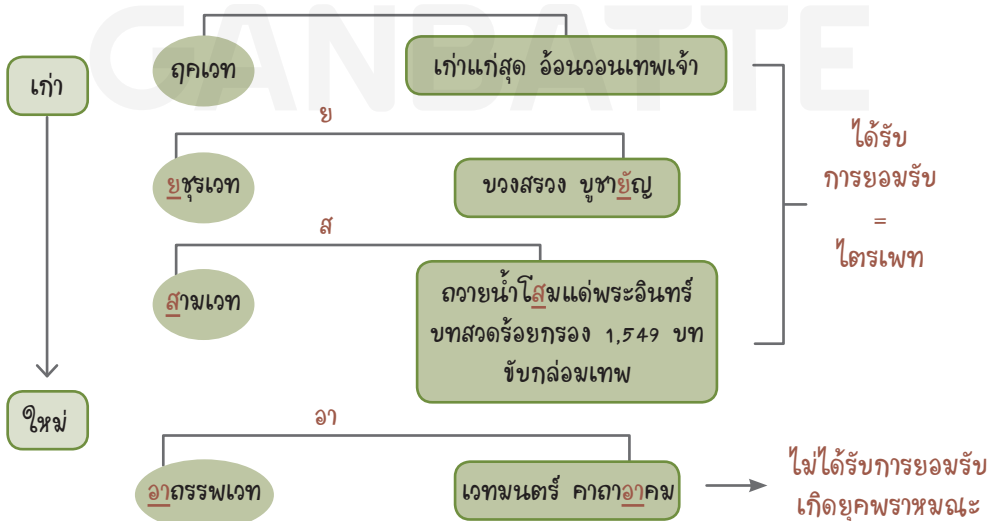 GANBATTE
เก่า
ฤคเวท
เก่าแก่สุด อ้อนวอนเทพเจ้า
ย
ยชุรเวท
บวงสรวง บูชายัญ
ส
สามเวท
ถวายน้ำโสมแด่พระอินทร์
บทสวดร้อยกรอง 1,549 บท
ขับกล่อมเทพ
ได้รับ
การยอมรับ
=
ไตรเพท
ใหม่
อา
อาถรรพเวท
เวทมนตร์ คาถาอาคม
ไม่ได้รับการยอมรับ
เกิดยุคพราหมณะ